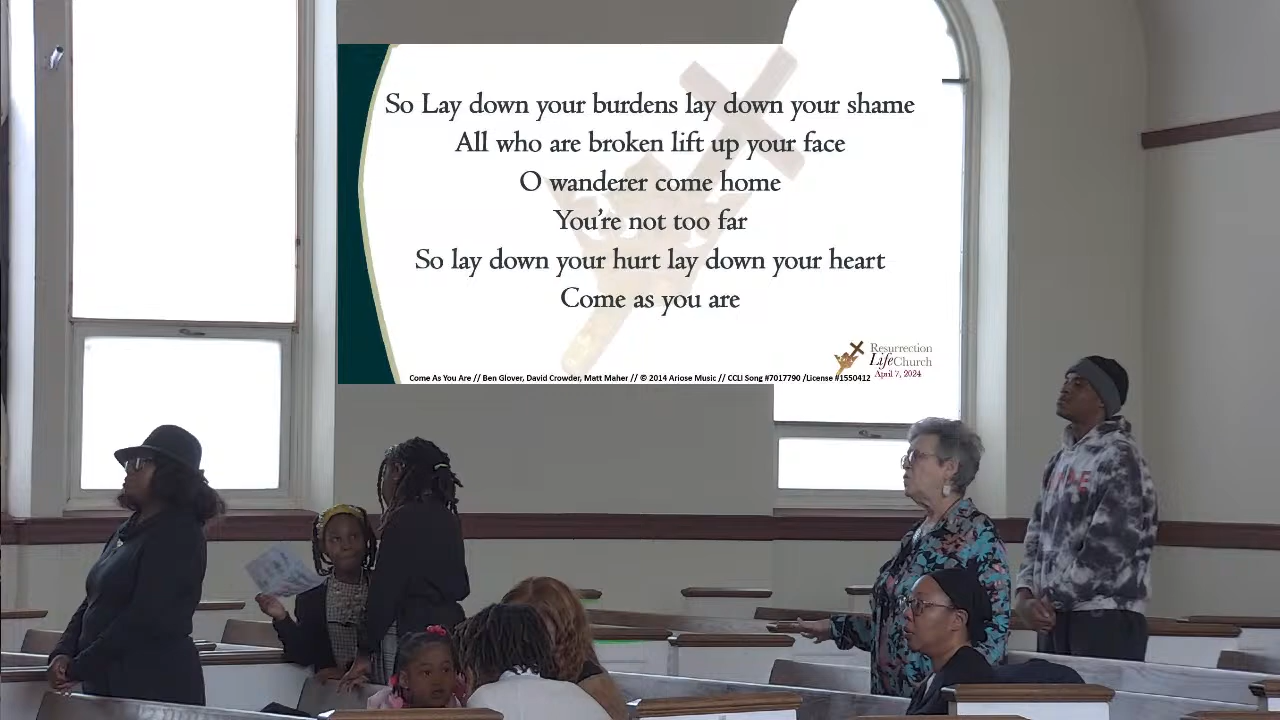 So Lay down your burdens lay down your shame
All who are broken lift up your face
O wanderer come home
You're not too far
So lay down your hurt lay down your heart
Come as you are
Resurrection
LifeChurch
April 7, 2024
Come As You Are // Ben Glover, David Crowder, Matt Maher // © 2014 Ariose Music // CCLI Song #7017790 /License #1550412